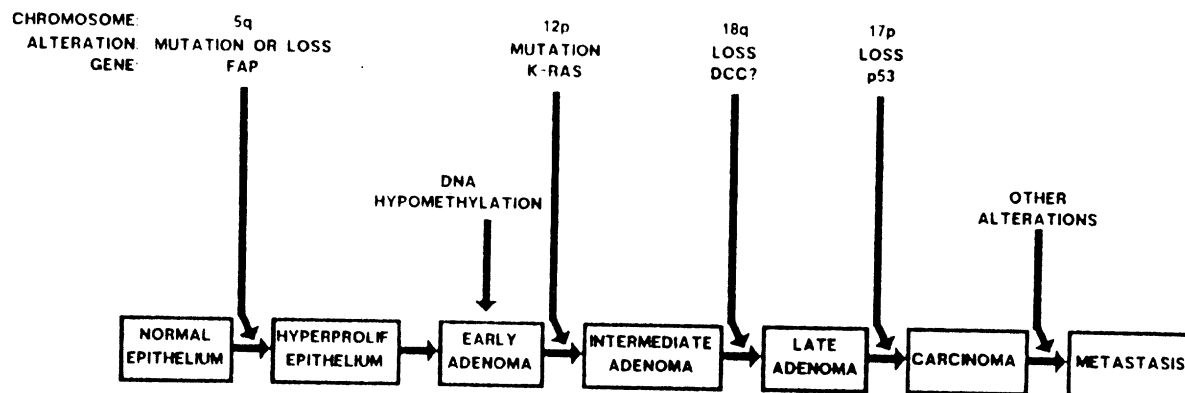 CHROMOSOME: 5q 12p 18q 17p
ALTERATION: MUTATION OR LOSS MUTATION LOSS LOSS
GENE: FAP K-RAS DCC? p53
DNA
HYPOMETHYLATION
OTHER
ALTERATIONS
NORMAL
EPITHELIUM
HYPERPROLIF
EPITHELIUM
EARLY
ADENOMA
INTERMEDIATE
ADENOMA
LATE
ADENOMA
CARCINOMA
METASTASIS